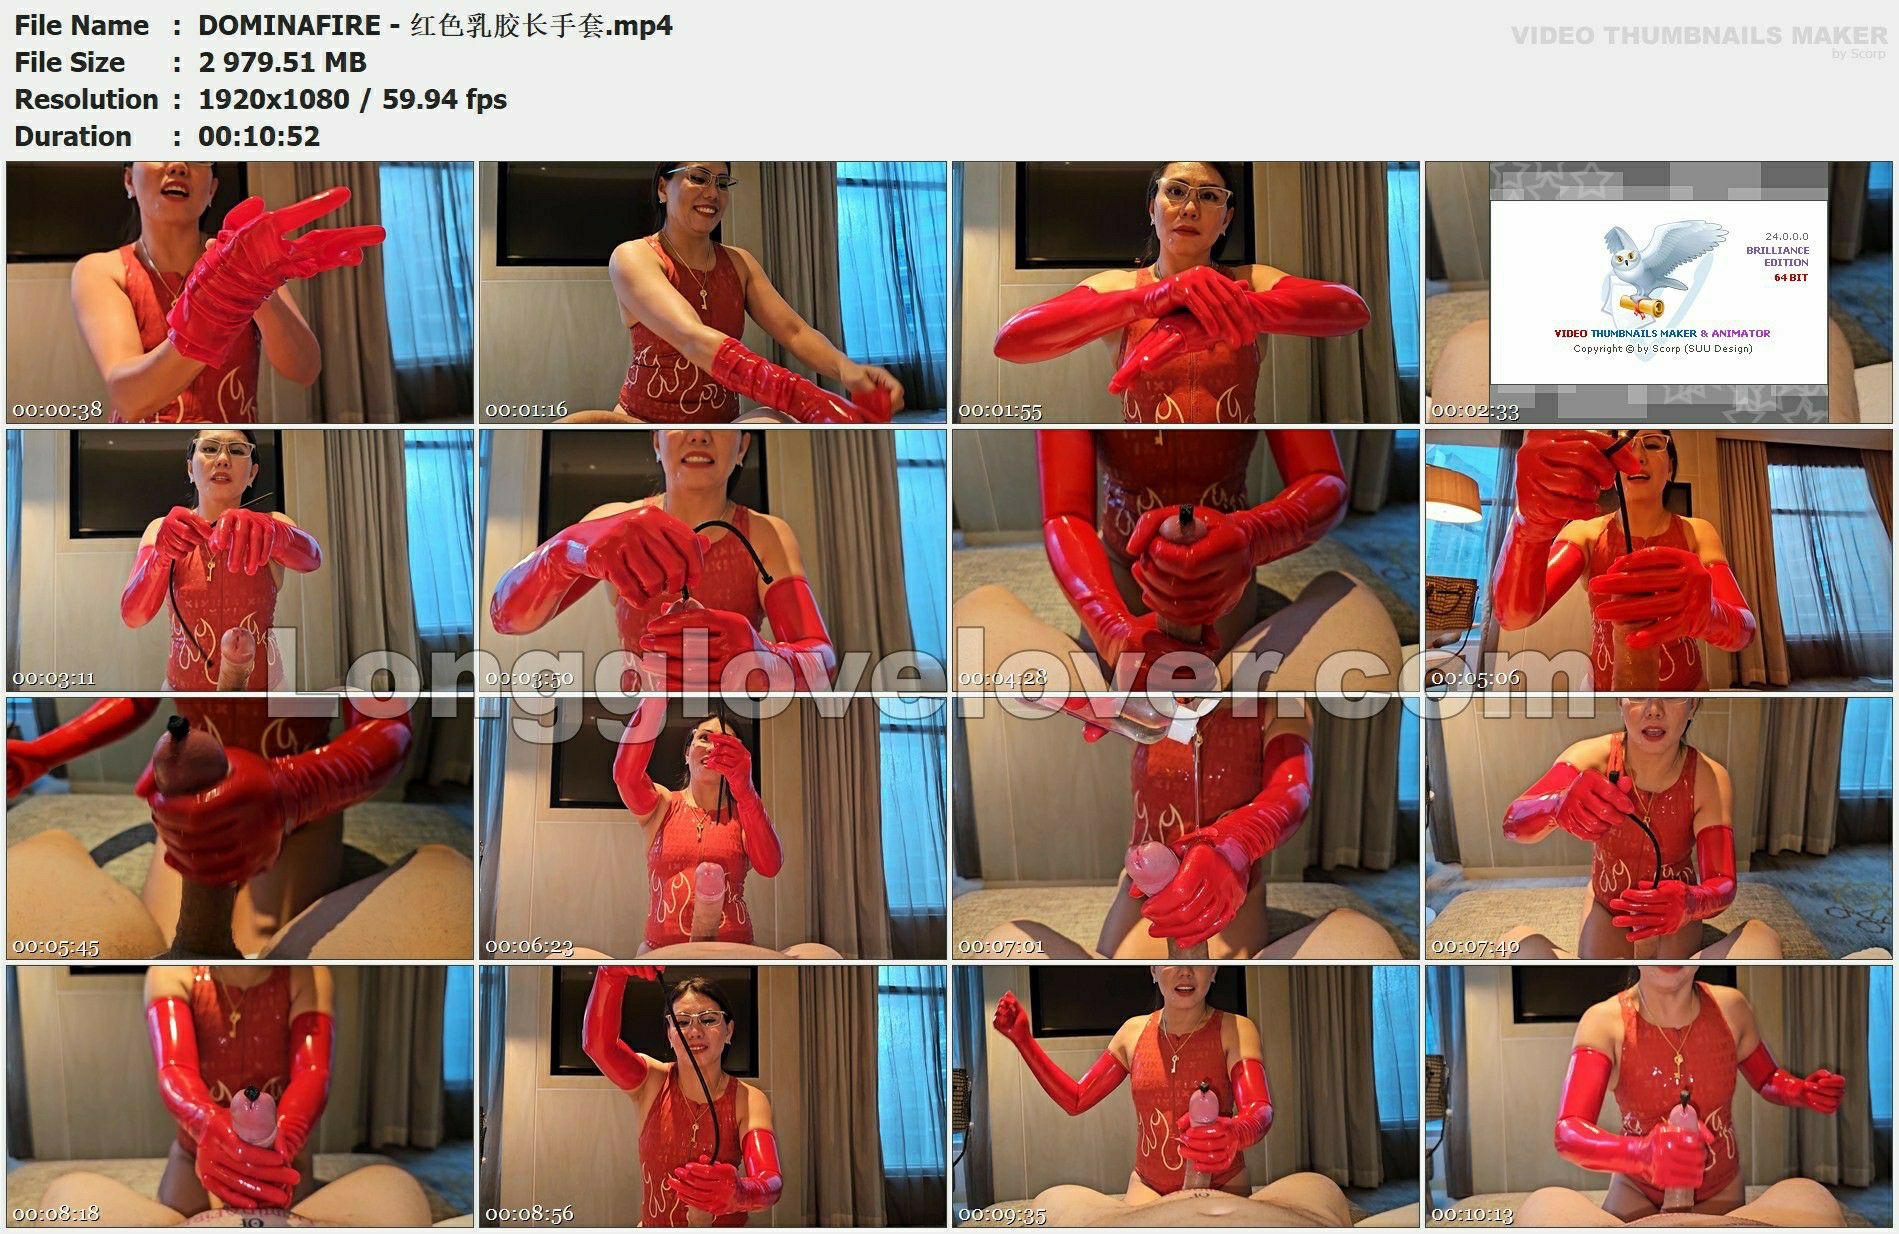 File Name : DOMINAFIRE - 红色乳胶长手套.mp4
File Size : 2 979.51 MB
Resolution : 1920x1080 / 59.94 fps
Duration : 00:10:52
VIDEO THUMBNAILS MAKER
by Scorp
00:00:38
00:01:16
00:01:55
24.0.0.0
BRILLIANCE
EDITION
64 BIT
VIDEO THUMBNAILS MAKER & ANIMATOR
Copyright © by Scorp (SUU Design)
00:02:33
00:03:11
00:03:50
00:04:28
00:05:06
Longglovelover.com
00:05:45
00:06:23
00:07:01
00:07:40
00:08:18
00:08:56
00:09:35
00:10:13